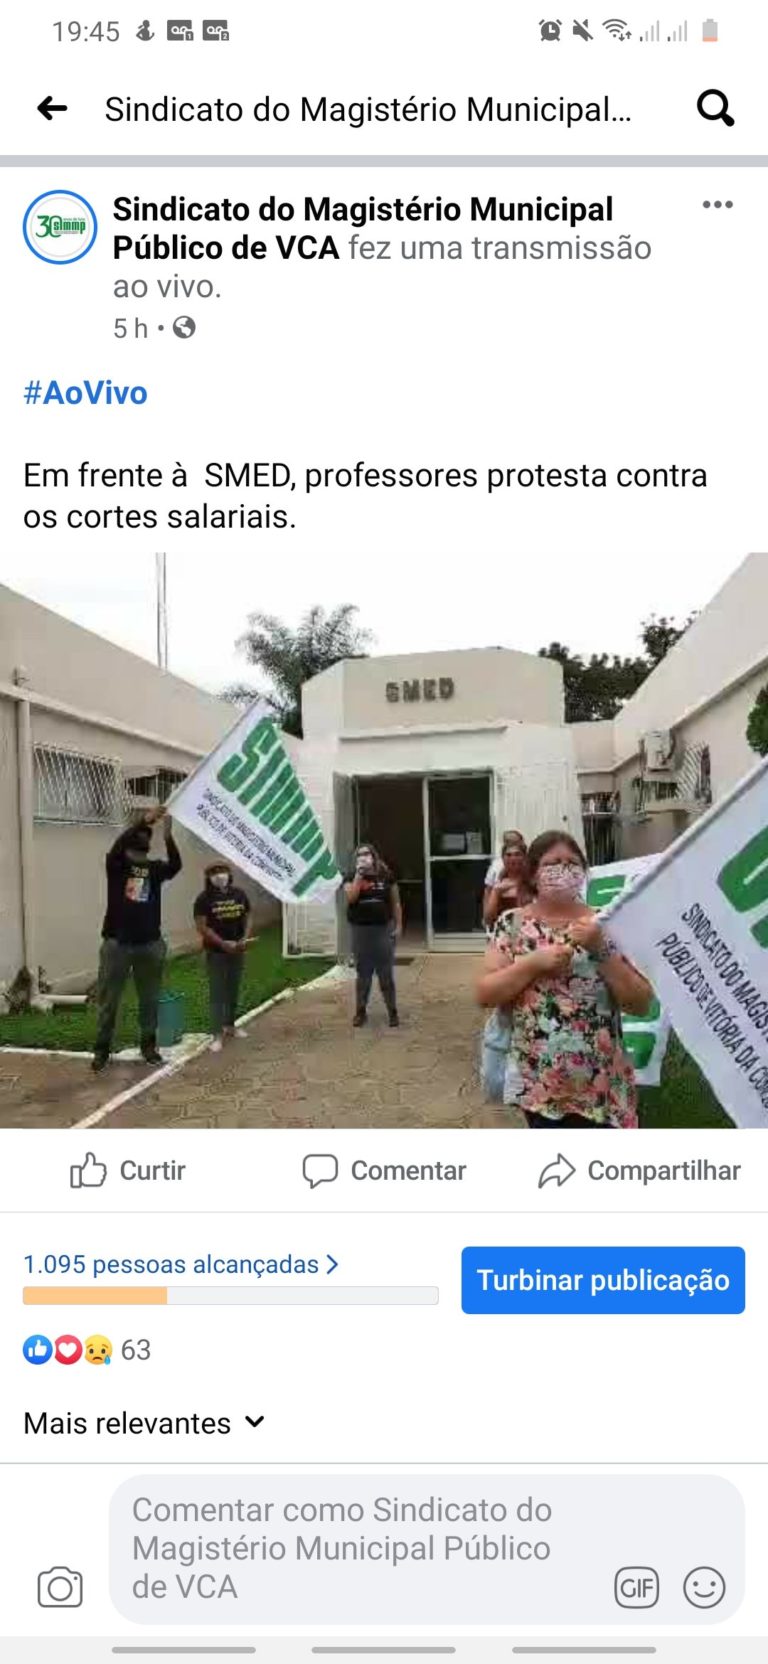 19:45
Sindicato do Magistério Municipal...
30 simmp
Sindicato do Magistério Municipal
Público de VCA fez uma transmissão
ao vivo.
5 h •
#AoVivo
Em frente à  SMED, professores protesta contra
os cortes salariais.
SMED
SIMMP
SINDICATO DO MAGISTÉRIO MUNICIPAL
PÚBLICO DE VITÓRIA DA CONQUISTA
SINDICATO DO MAGIS
PÚBLICO DE VITÓRIA DA CON
Curtir
Comentar
Compartilhar
1.095 pessoas alcançadas
Turbinar publicação
63
Mais relevantes
Comentar como Sindicato do
Magistério Municipal Público
de VCA
GIF